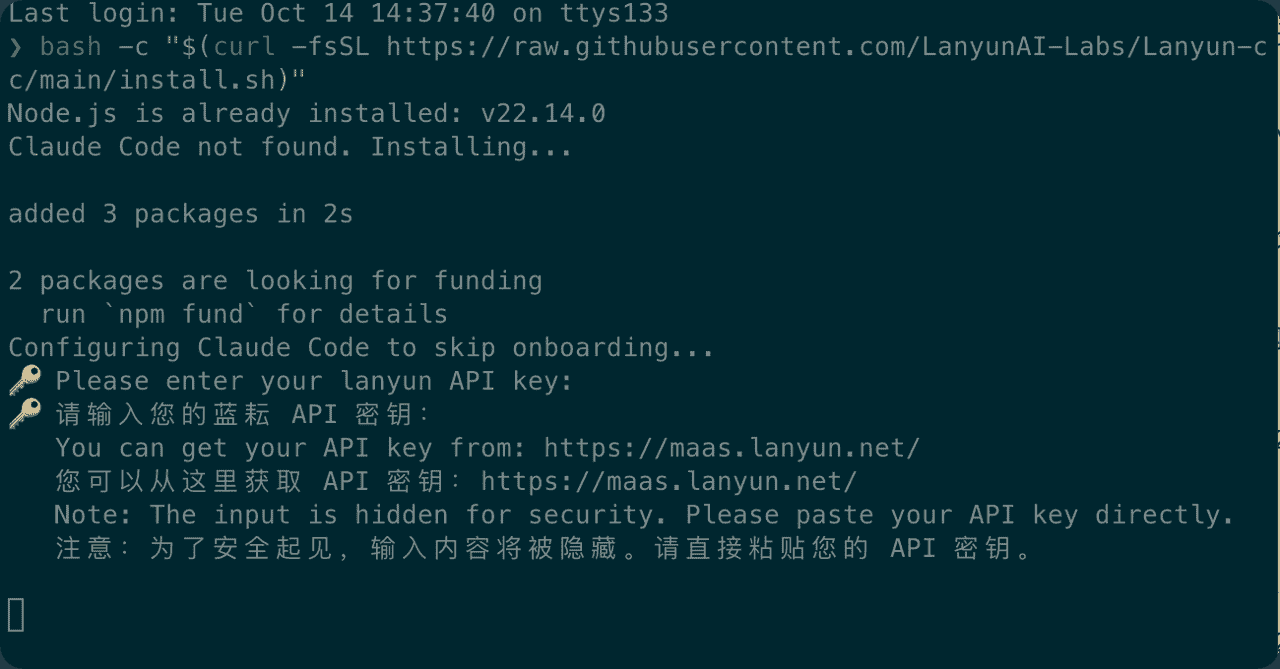 Last login: Tue Oct 14 14:37:40 on ttys133
❯ bash -c "$(curl -fsSL https://raw.githubusercontent.com/LanyunAI-Labs/Lanyun-c
c/main/install.sh)"
Node.js is already installed: v22.14.0
Claude Code not found. Installing...
added 3 packages in 2s
2 packages are looking for funding
  run `npm fund` for details
Configuring Claude Code to skip onboarding...
🔑 Please enter your lanyun API key:
🔑 请输入您的蓝耘 API 密钥：
   You can get your API key from: https://maas.lanyun.net/
   您可以从这里获取 API 密钥：https://maas.lanyun.net/
   Note: The input is hidden for security. Please paste your API key directly.
   注意：为了安全起见，输入内容将被隐藏。请直接粘贴您的 API 密钥。